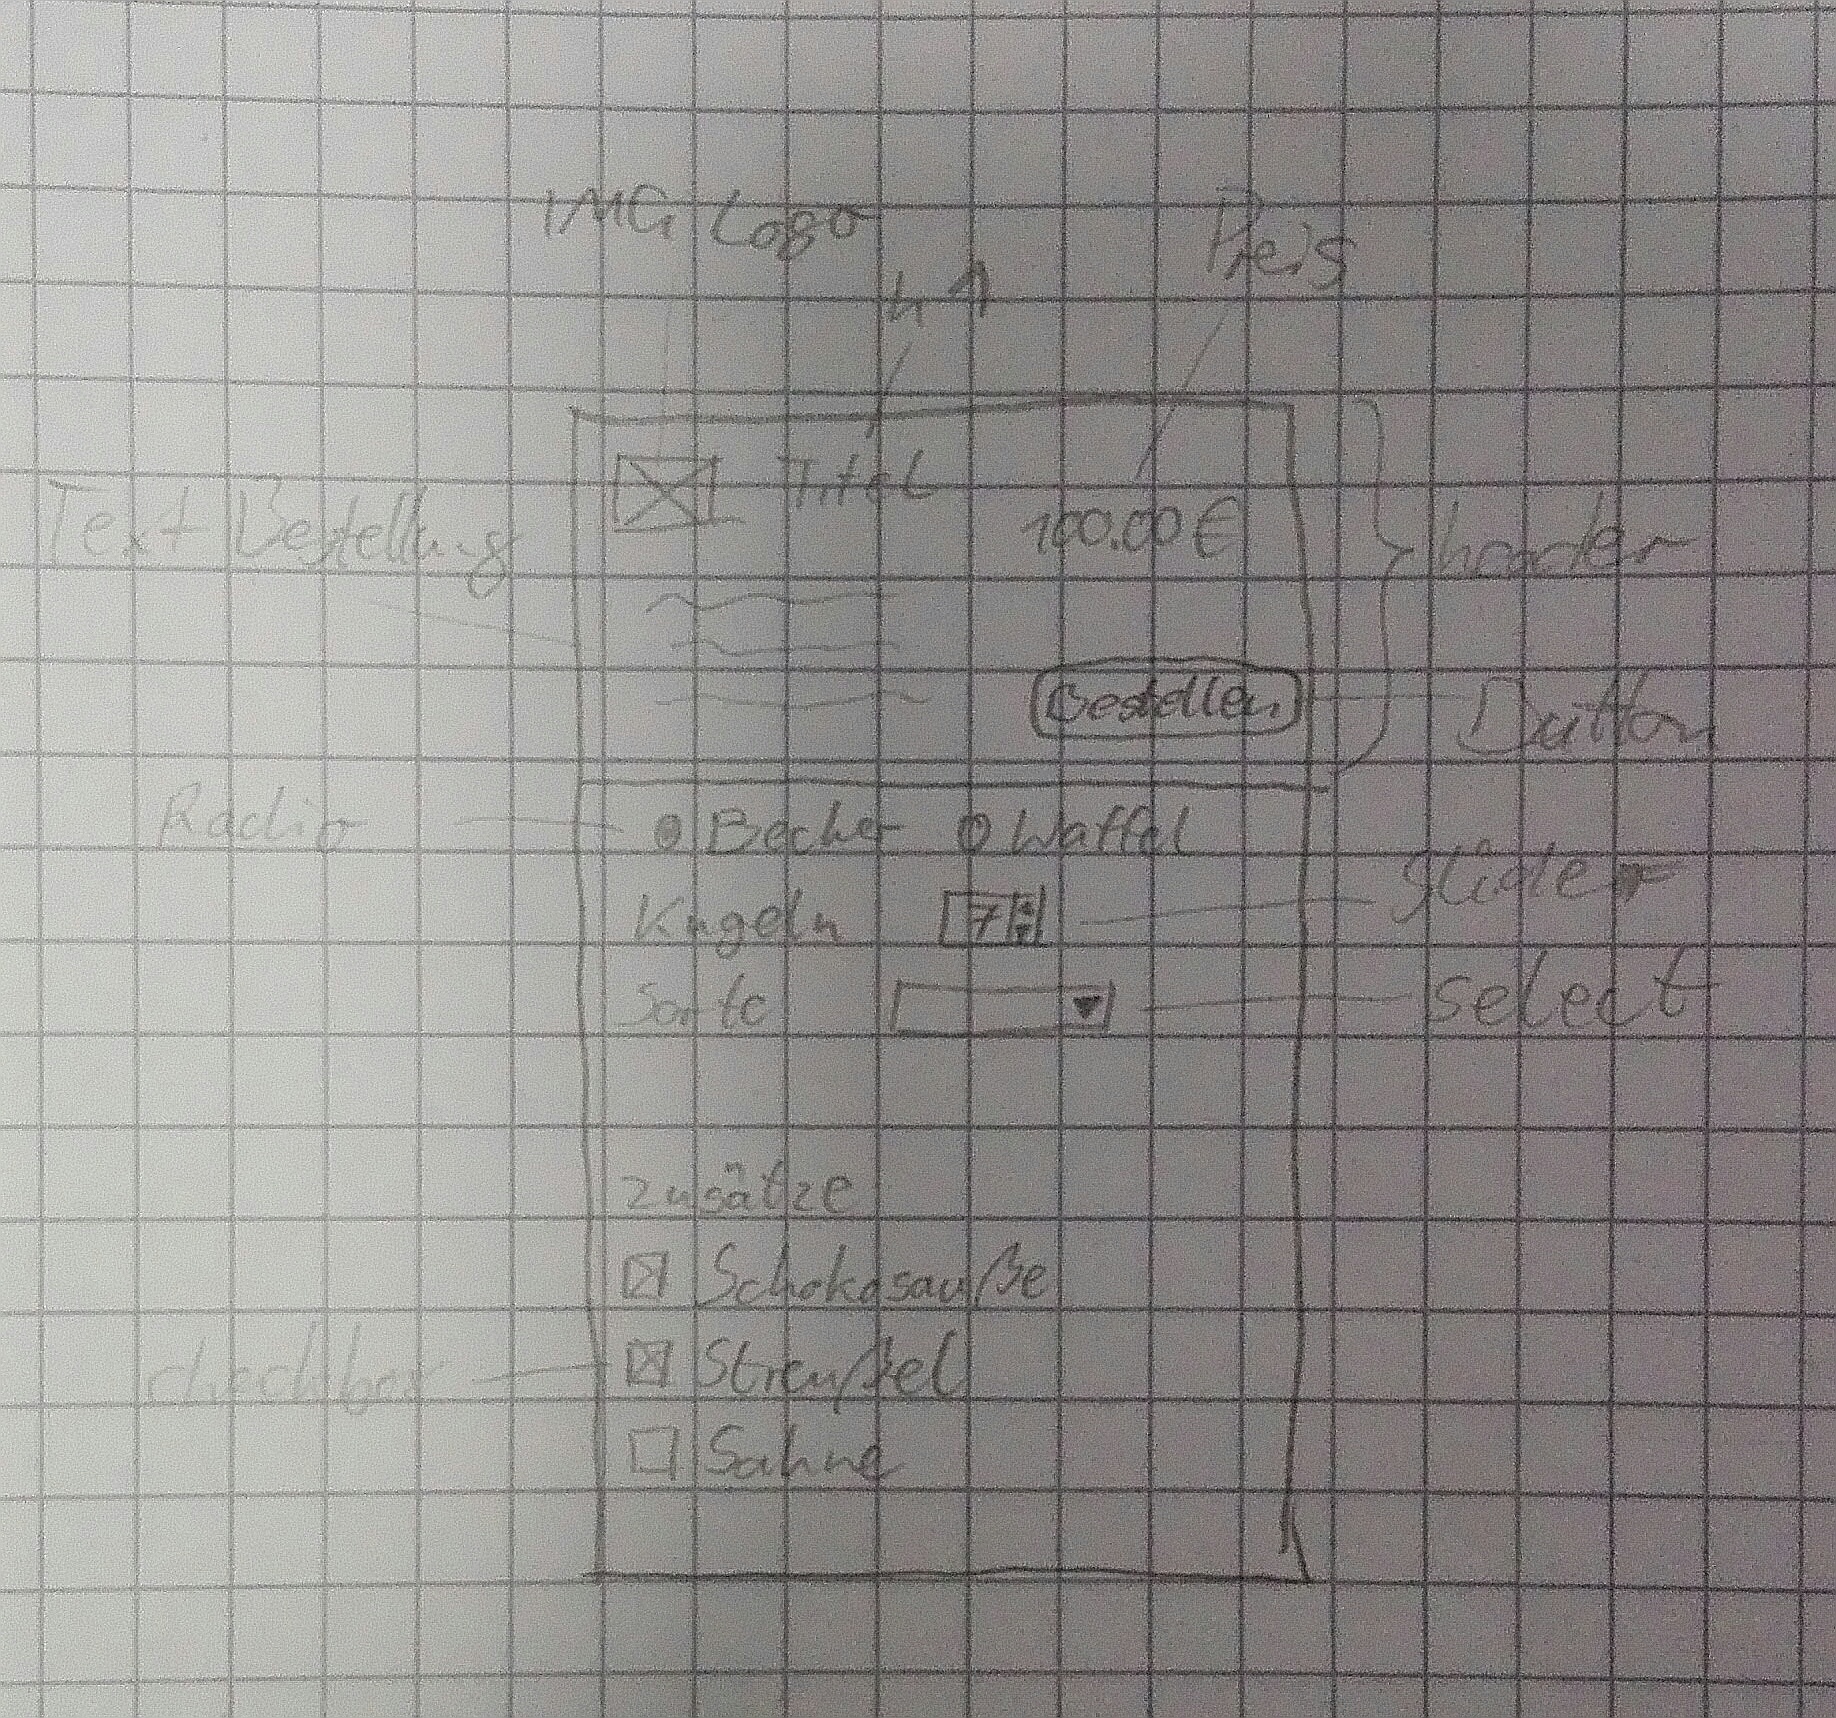 IMG Logo
Preis
h 1
Titel
Text Bestellung
100.00 €
header
Bestellen
Button
Radio
Becher Waffel
Slider
Kugeln 7
Sorte
select
Zusätze
Schokosauße
Streußel
checkbox
Sahne